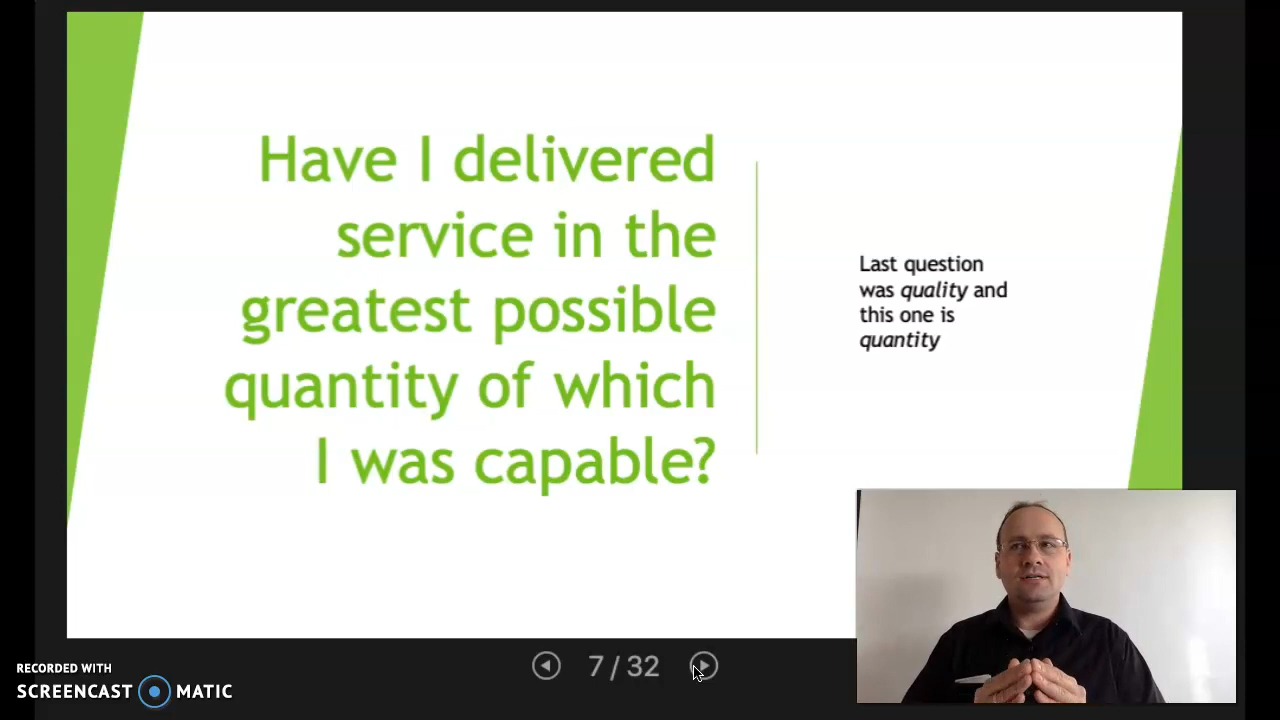 Have I delivered
service in the
greatest possible
quantity of which
I was capable?
Last question
was quality and
this one is
quantity
7 / 32
RECORDED WITH
SCREENCAST MATIC